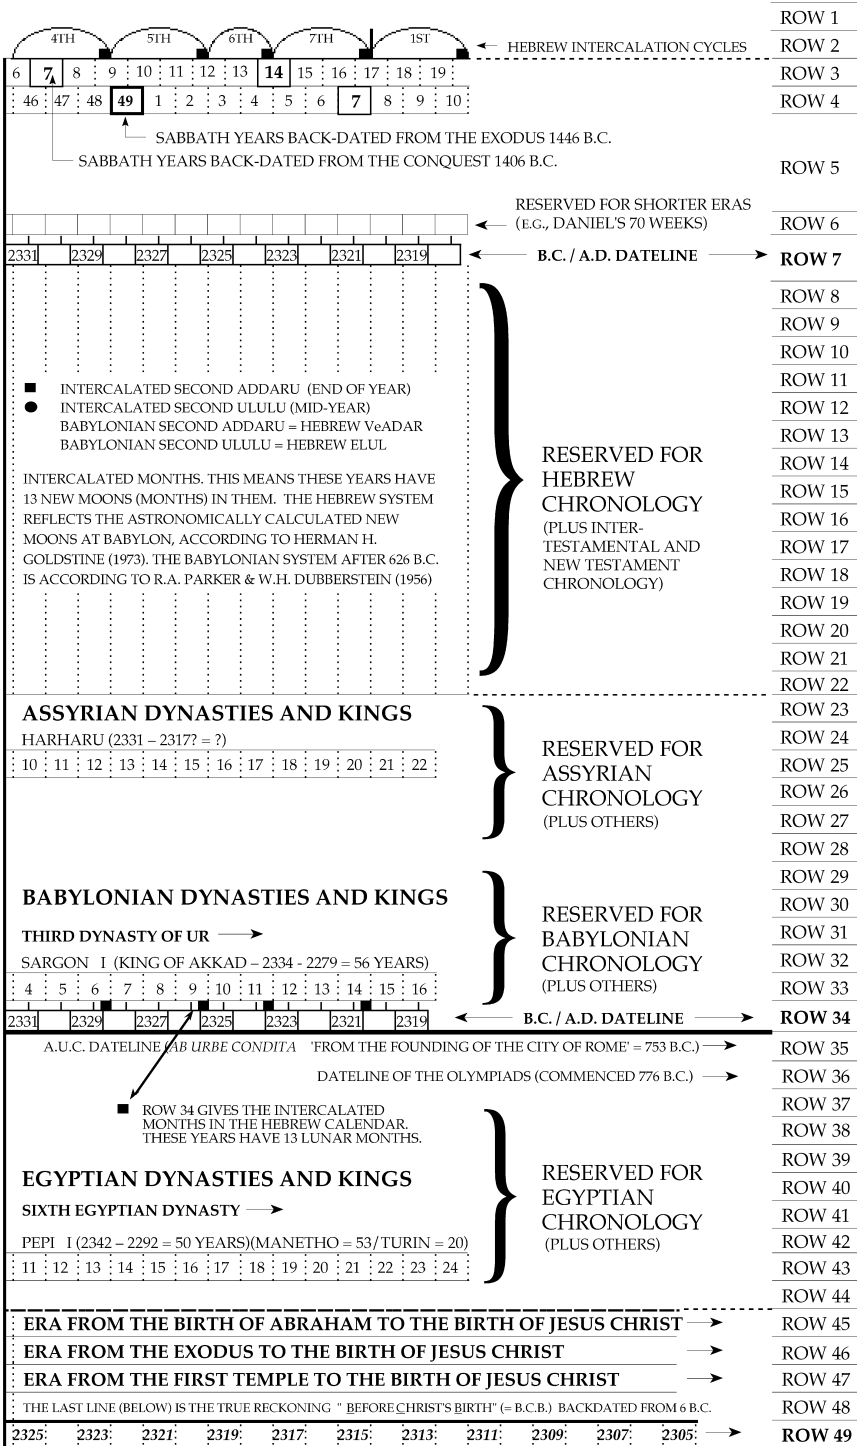 ROW 1
4TH 5TH 6TH 7TH 1ST
HEBREW INTERCALATION CYCLES ROW 2
6 7 8 9 10 11 12 13 14 15 16 17 18 19 ROW 3
46 47 48 49 1 2 3 4 5 6 7 8 9 10 ROW 4
SABBATH YEARS BACK-DATED FROM THE EXODUS 1446 B.C.
SABBATH YEARS BACK-DATED FROM THE CONQUEST 1406 B.C.
ROW 5
RESERVED FOR SHORTER ERAS
(E.G., DANIEL'S 70 WEEKS) ROW 6
2331 2329 2327 2325 2323 2321 2319 B.C. / A.D. DATELINE ROW 7
ROW 8
ROW 9
ROW 10
ROW 11
ROW 12
ROW 13
ROW 14
ROW 15
ROW 16
ROW 17
ROW 18
ROW 19
ROW 20
ROW 21
ROW 22
INTERCALATED SECOND ADDARU (END OF YEAR)
INTERCALATED SECOND ULULU (MID-YEAR)
BABYLONIAN SECOND ADDARU = HEBREW VeADAR
BABYLONIAN SECOND ULULU = HEBREW ELUL
INTERCALATED MONTHS. THIS MEANS THESE YEARS HAVE
13 NEW MOONS (MONTHS) IN THEM. THE HEBREW SYSTEM
REFLECTS THE ASTRONOMICALLY CALCULATED NEW
MOONS AT BABYLON, ACCORDING TO HERMAN H.
GOLDSTINE (1973). THE BABYLONIAN SYSTEM AFTER 626 B.C.
IS ACCORDING TO R.A. PARKER & W.H. DUBBERSTEIN (1956)
RESERVED FOR
HEBREW
CHRONOLOGY
(PLUS INTER-
TESTAMENTAL AND
NEW TESTAMENT
CHRONOLOGY)
ASSYRIAN DYNASTIES AND KINGS ROW 23
HARHARU (2331 – 2317? = ?) ROW 24
10 11 12 13 14 15 16 17 18 19 20 21 22 ROW 25
ROW 26
ROW 27
ROW 28
RESERVED FOR
ASSYRIAN
CHRONOLOGY
(PLUS OTHERS)
ROW 29
BABYLONIAN DYNASTIES AND KINGS ROW 30
THIRD DYNASTY OF UR ROW 31
SARGON I (KING OF AKKAD – 2334 - 2279 = 56 YEARS) ROW 32
4 5 6 7 8 9 10 11 12 13 14 15 16 ROW 33
RESERVED FOR
BABYLONIAN
CHRONOLOGY
(PLUS OTHERS)
2331 2329 2327 2325 2323 2321 2319 B.C. / A.D. DATELINE ROW 34
A.U.C. DATELINE (AB URBE CONDITA 'FROM THE FOUNDING OF THE CITY OF ROME' = 753 B.C.) ROW 35
DATELINE OF THE OLYMPIADS (COMMENCED 776 B.C.) ROW 36
ROW 37
ROW 34 GIVES THE INTERCALATED
MONTHS IN THE HEBREW CALENDAR. ROW 38
THESE YEARS HAVE 13 LUNAR MONTHS.
ROW 39
EGYPTIAN DYNASTIES AND KINGS ROW 40
SIXTH EGYPTIAN DYNASTY ROW 41
PEPI I (2342 – 2292 = 50 YEARS)(MANETHO = 53/TURIN = 20) ROW 42
11 12 13 14 15 16 17 18 19 20 21 22 23 24 ROW 43
RESERVED FOR
EGYPTIAN
CHRONOLOGY
(PLUS OTHERS)
ROW 44
ERA FROM THE BIRTH OF ABRAHAM TO THE BIRTH OF JESUS CHRIST ROW 45
ERA FROM THE EXODUS TO THE BIRTH OF JESUS CHRIST ROW 46
ERA FROM THE FIRST TEMPLE TO THE BIRTH OF JESUS CHRIST ROW 47
THE LAST LINE (BELOW) IS THE TRUE RECKONING " BEFORE CHRIST'S BIRTH" (= B.C.B.) BACKDATED FROM 6 B.C. ROW 48
2325 2323 2321 2319 2317 2315 2313 2311 2309 2307 2305 ROW 49